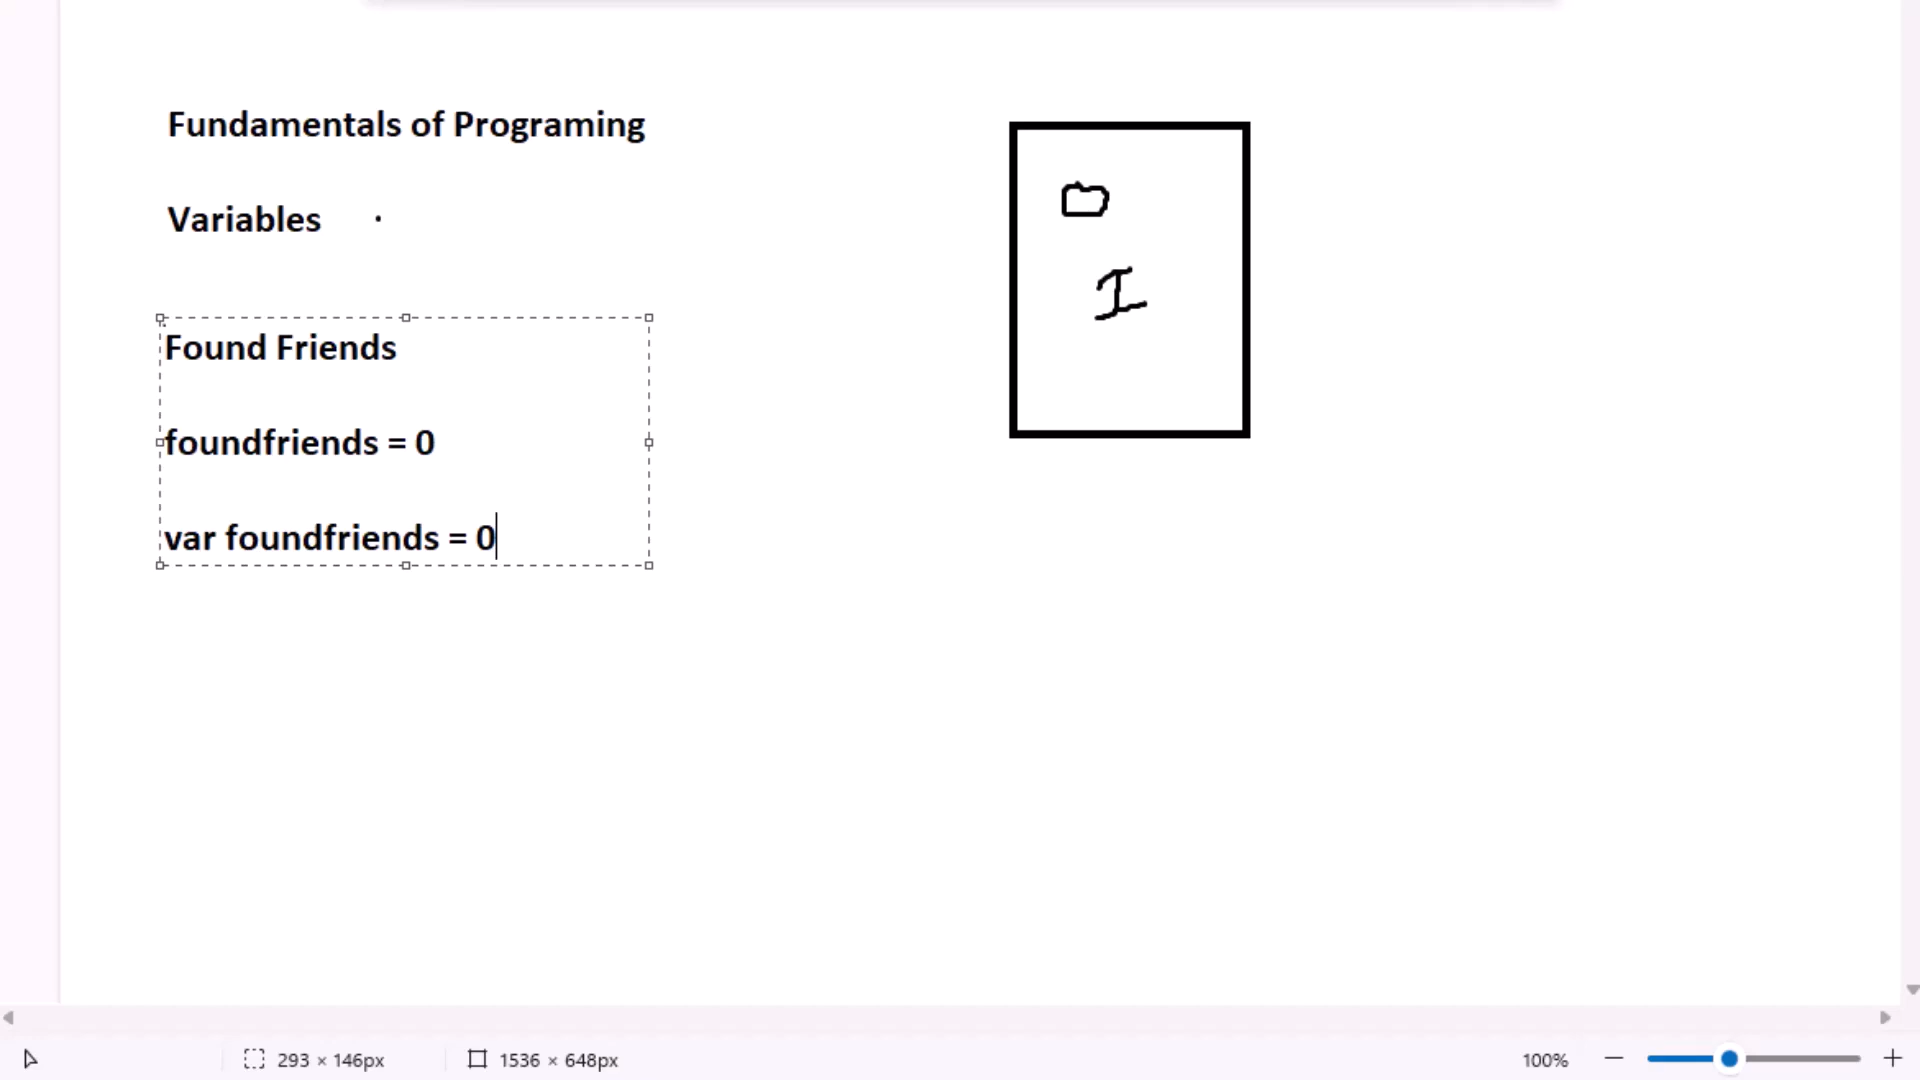 Fundamentals of Programing
Variables .
Found Friends
foundfriends = 0
var foundfriends = 0
I
293 × 146px
1536 × 648px
100%